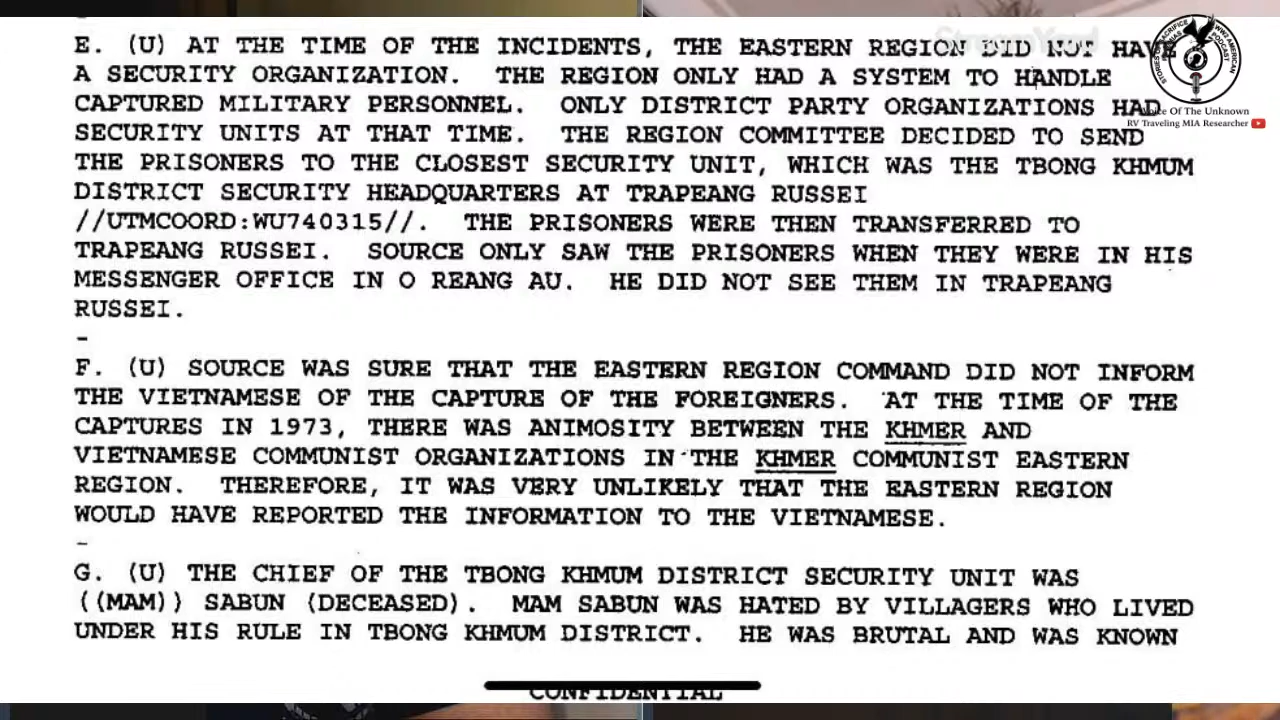 E. (U) AT THE TIME OF THE INCIDENTS, THE EASTERN REGION DID NOT HAVE
A SECURITY ORGANIZATION. THE REGION ONLY HAD A SYSTEM TO HANDLE
CAPTURED MILITARY PERSONNEL. ONLY DISTRICT PARTY ORGANIZATIONS HAD
SECURITY UNITS AT THAT TIME. THE REGION COMMITTEE DECIDED TO SEND
THE PRISONERS TO THE CLOSEST SECURITY UNIT, WHICH WAS THE TBONG KHMUM
DISTRICT SECURITY HEADQUARTERS AT TRAPEANG RUSSEI
//UTMCOORD:WU740315//. THE PRISONERS WERE THEN TRANSFERRED TO
TRAPEANG RUSSEI. SOURCE ONLY SAW THE PRISONERS WHEN THEY WERE IN HIS
MESSENGER OFFICE IN O REANG AU. HE DID NOT SEE THEM IN TRAPEANG
RUSSEI.
-
F. (U) SOURCE WAS SURE THAT THE EASTERN REGION COMMAND DID NOT INFORM
THE VIETNAMESE OF THE CAPTURE OF THE FOREIGNERS. AT THE TIME OF THE
CAPTURES IN 1973, THERE WAS ANIMOSITY BETWEEN THE KHMER AND
VIETNAMESE COMMUNIST ORGANIZATIONS IN THE KHMER COMMUNIST EASTERN
REGION. THEREFORE, IT WAS VERY UNLIKELY THAT THE EASTERN REGION
WOULD HAVE REPORTED THE INFORMATION TO THE VIETNAMESE.
-
G. (U) THE CHIEF OF THE TBONG KHMUM DISTRICT SECURITY UNIT WAS
((MAM)) SABUN (DECEASED). MAM SABUN WAS HATED BY VILLAGERS WHO LIVED
UNDER HIS RULE IN TBONG KHMUM DISTRICT. HE WAS BRUTAL AND WAS KNOWN
CONFIDENTIAL
StreamYard
Voice Of The Unknown
RV Traveling MIA Researcher